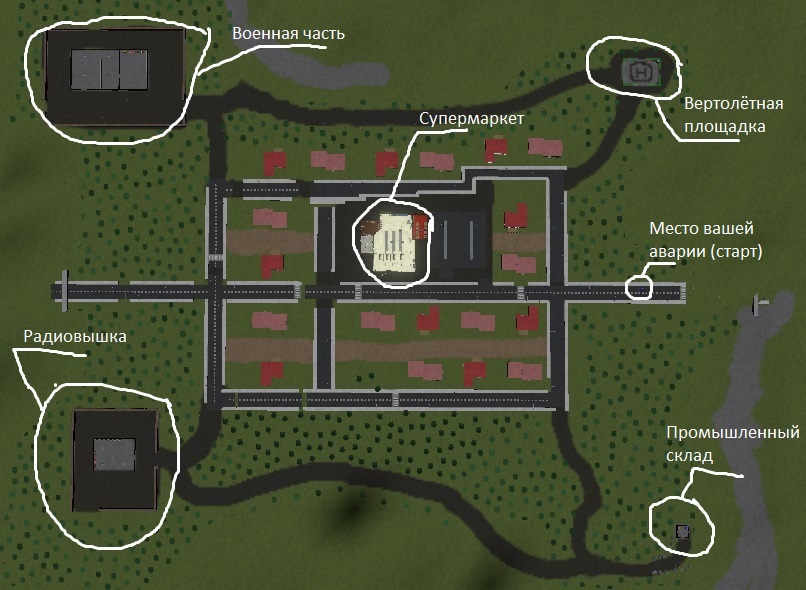 Военная часть
Супермаркет
Вертолётная
площадка
H
Место вашей
аварии (старт)
Радиовышка
Промышленный
склад